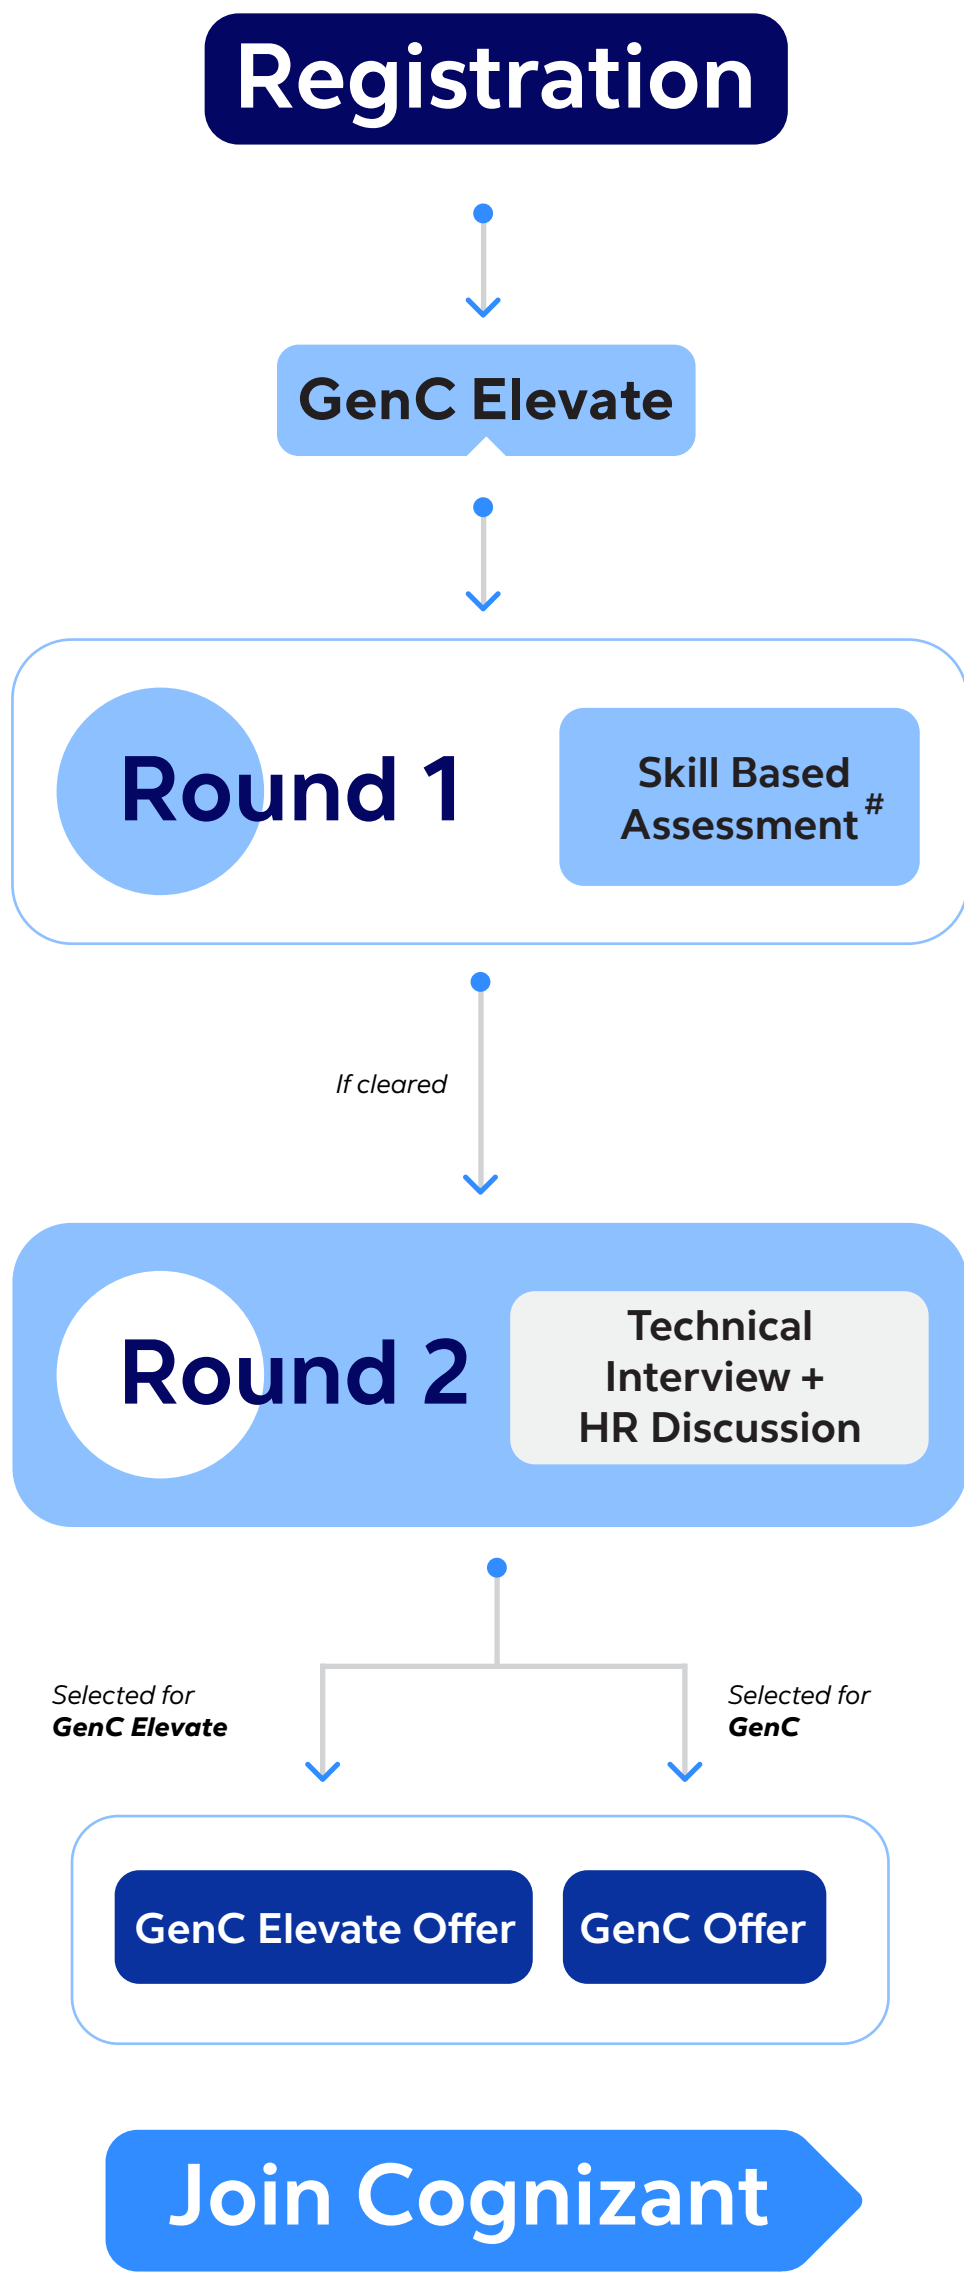 Registration
GenC Elevate
Round 1
Skill Based
Assessment #
If cleared
Round 2
Technical
Interview +
HR Discussion
Selected for
GenC Elevate
Selected for
GenC
GenC Elevate Offer
GenC Offer
Join Cognizant